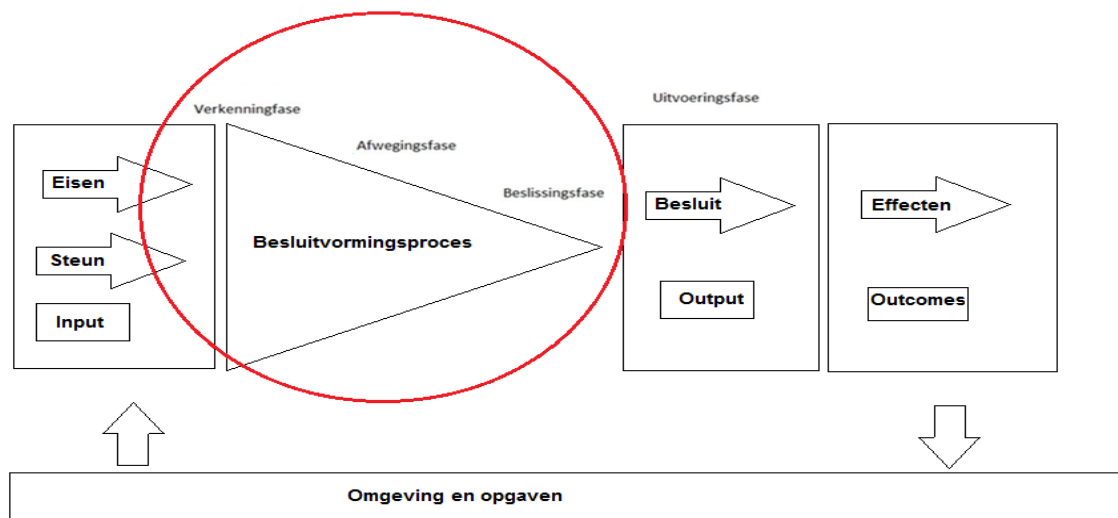 Verkenningfase
Afwegingsfase
Beslissingsfase
Uitvoeringsfase
Eisen
Steun
Input
Besluitvormingsproces
Besluit
Output
Effecten
Outcomes
Omgeving en opgaven